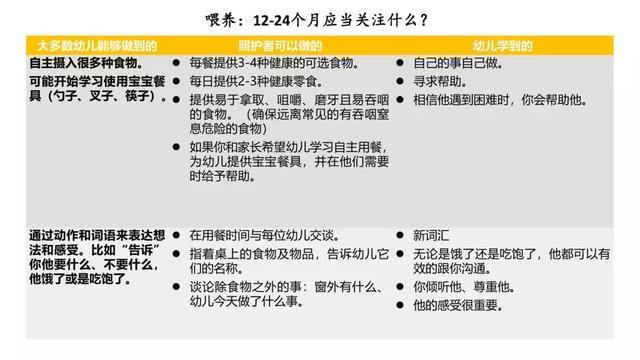 喂养：12-24个月应当关注什么？
大多数幼儿能够做到的
照护者可以做的
幼儿学到的
自主摄入很多种食物。
可能开始学习使用宝宝餐
具（勺子、叉子、筷子）。
● 每餐提供3-4种健康的可选食物。
● 每日提供2-3种健康零食。
● 提供易于拿取、咀嚼、磨牙且易吞咽
的食物。（确保远离常见的有吞咽窒
息危险的食物）
● 如果你和家长希望幼儿学习自主用餐，
为幼儿提供宝宝餐具，并在他们需要
时给予帮助。
● 自己的事自己做。
● 寻求帮助。
● 相信他遇到困难时，你会帮助他。
通过动作和词语来表达想
法和感受。比如“告诉”
你他要什么、不要什么，
他饿了或是吃饱了。
● 在用餐时间与每位幼儿交谈。
● 指着桌上的食物及物品，告诉幼儿它
们的名称。
● 谈论除食物之外的事：窗外有什么、
幼儿今天做了什么事。
● 新词汇
● 无论是饿了还是吃饱了，他都可以有
效的跟你沟通。
● 你倾听他、尊重他。
● 他的感受很重要。